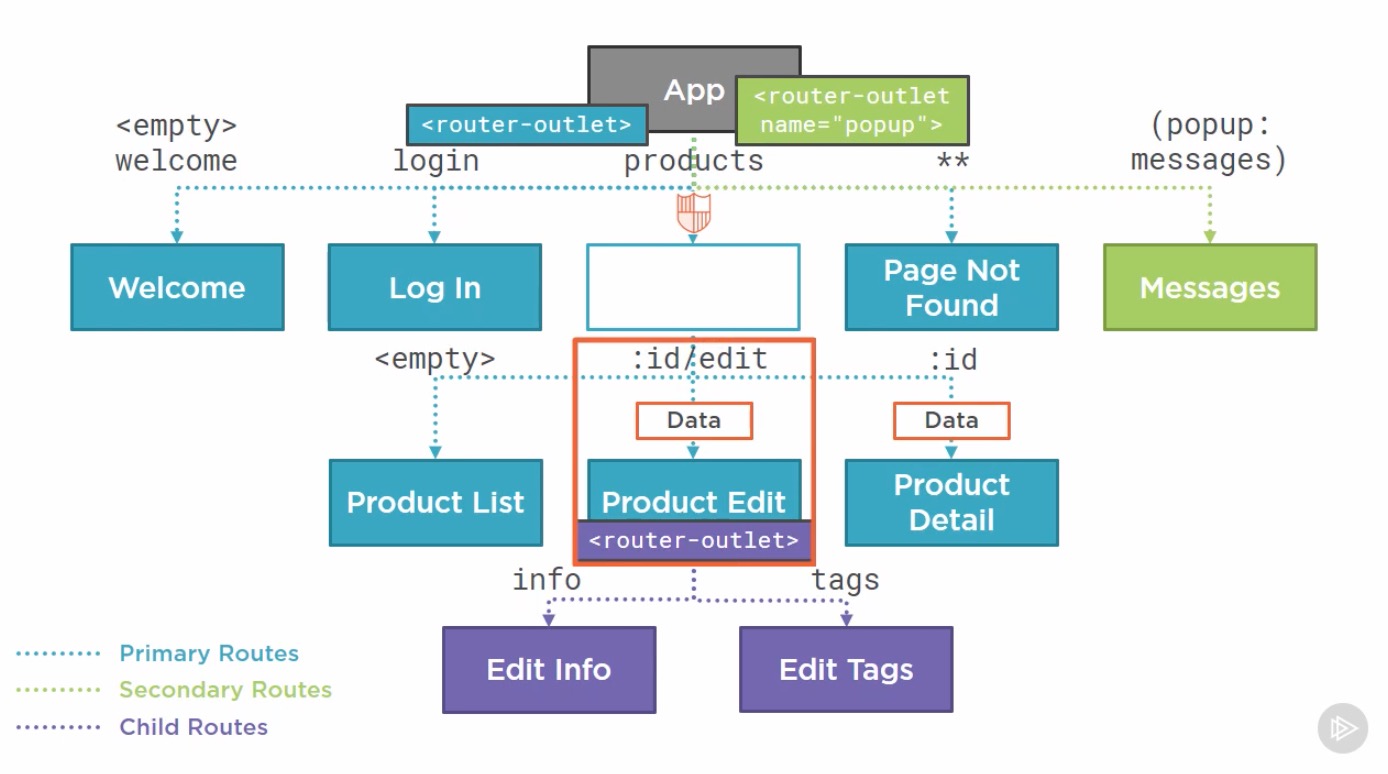 App
<router-outlet>
<router-outlet
name="popup">
<empty>
welcome
login
products
**
(popup:
messages)
Welcome
Log In
Page Not
Found
Messages
<empty>
:id/edit
:id
Data
Data
Product List
Product Edit
<router-outlet>
Product
Detail
info
tags
Edit Info
Edit Tags
Primary Routes
Secondary Routes
Child Routes